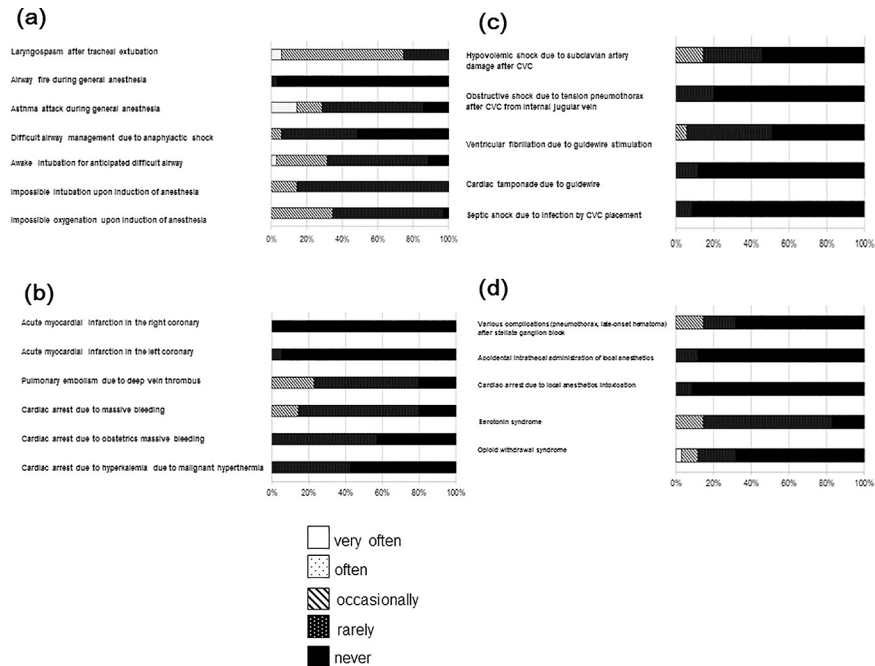 (a)
Laryngospasm after tracheal extubation
Airway fire during general anesthesia
Asthma attack during general anesthesia
Difficult airway management due to anaphylactic shock
Awake Intubation for anticipated difficult airway
Impossible Intubation upon induction of anesthesia
Impossible oxygenation upon induction of anesthesia
0% 20% 40% 60% 80% 100%
(c)
Hypovolemic shock due to subclavian artery
damage after CVC
Obstructive shock due to tension pneumothorax
after CVC from internal jugular vein
Ventricular fibrillation due to guidewire stimulation
Cardiac tamponade due to guidewire
Septic shock due to infection by CVC placement
0% 20% 40% 60% 80% 100%
(b)
Acute myocardial infarction in the right coronary
Acute myocardial infarction in the left coronary
Pulmonary embolism due to deep vein thrombus
Cardiac arrest due to massive bleeding
Cardiac arrest due to obstetrics massive bleeding
Cardiac arrest due to hyperkalemia due to malignant hyperthermia
0% 20% 40% 60% 80% 100%
(d)
Various complications (pneumothorax, late-onset hematoma)
after stellate ganglion block
Accidental intrathecal administration of local anesthetics
Cardiac arrest due to local anesthetics intoxication
Serotonin syndrome
Opioid withdrawal syndrome
0% 20% 40% 60% 80% 100%
very often
often
occasionally
rarely
never